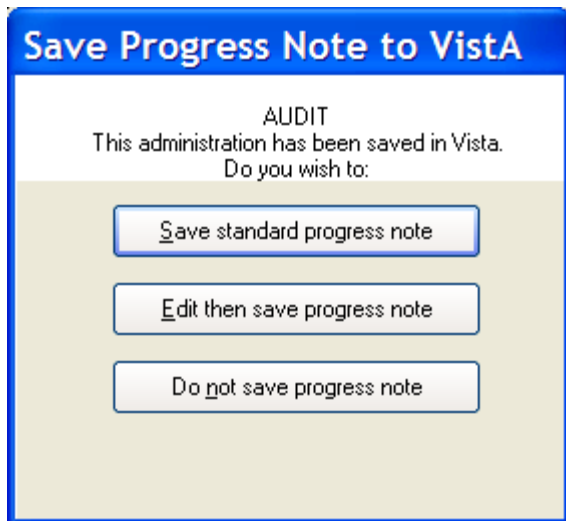 Save Progress Note to VistA
AUDIT
This administration has been saved in Vista.
Do you wish to:
Save standard progress note
Edit then save progress note
Do not save progress note